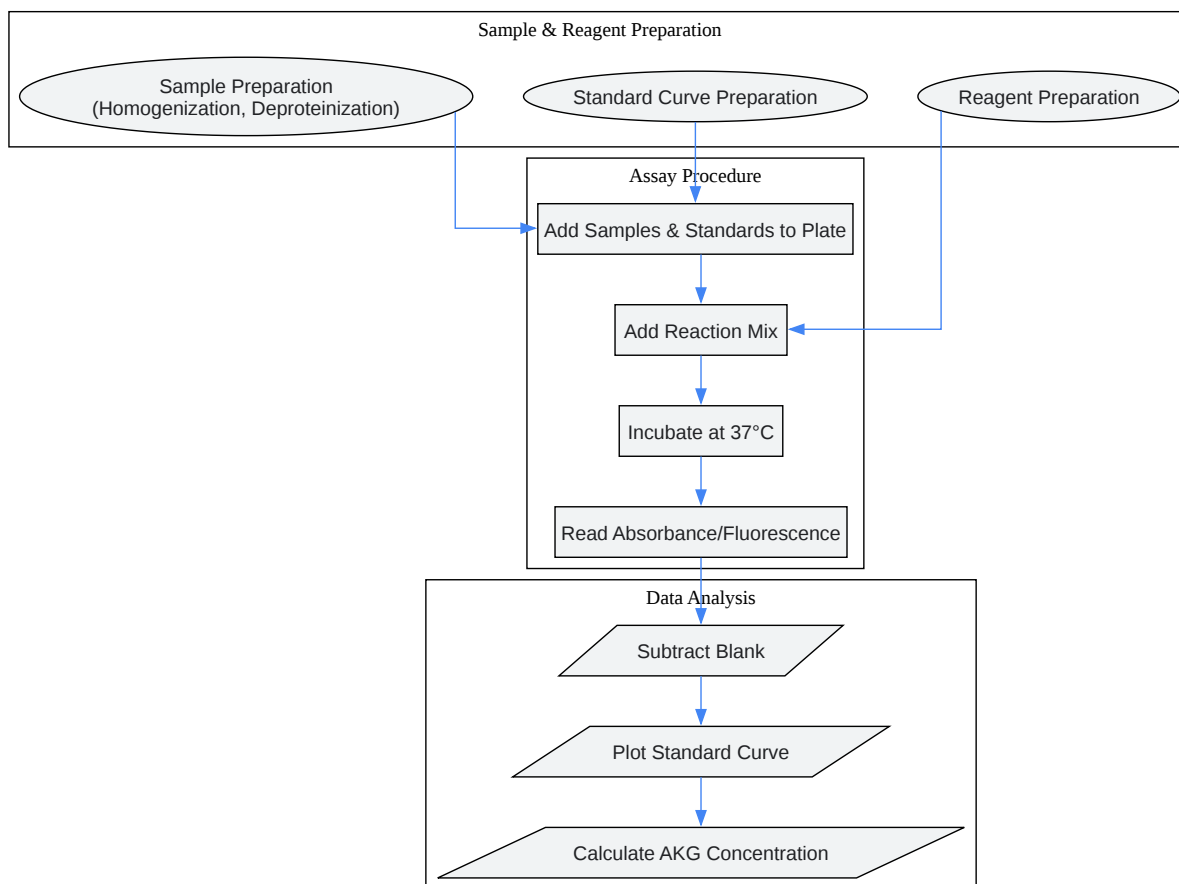 Sample & Reagent Preparation
Sample Preparation
(Homogenization, Deproteinization)
Standard Curve Preparation
Reagent Preparation
Assay Procedure
Add Samples & Standards to Plate
Add Reaction Mix
Incubate at 37°C
Read Absorbance/Fluorescence
Data Analysis
Subtract Blank
Plot Standard Curve
Calculate AKG Concentration